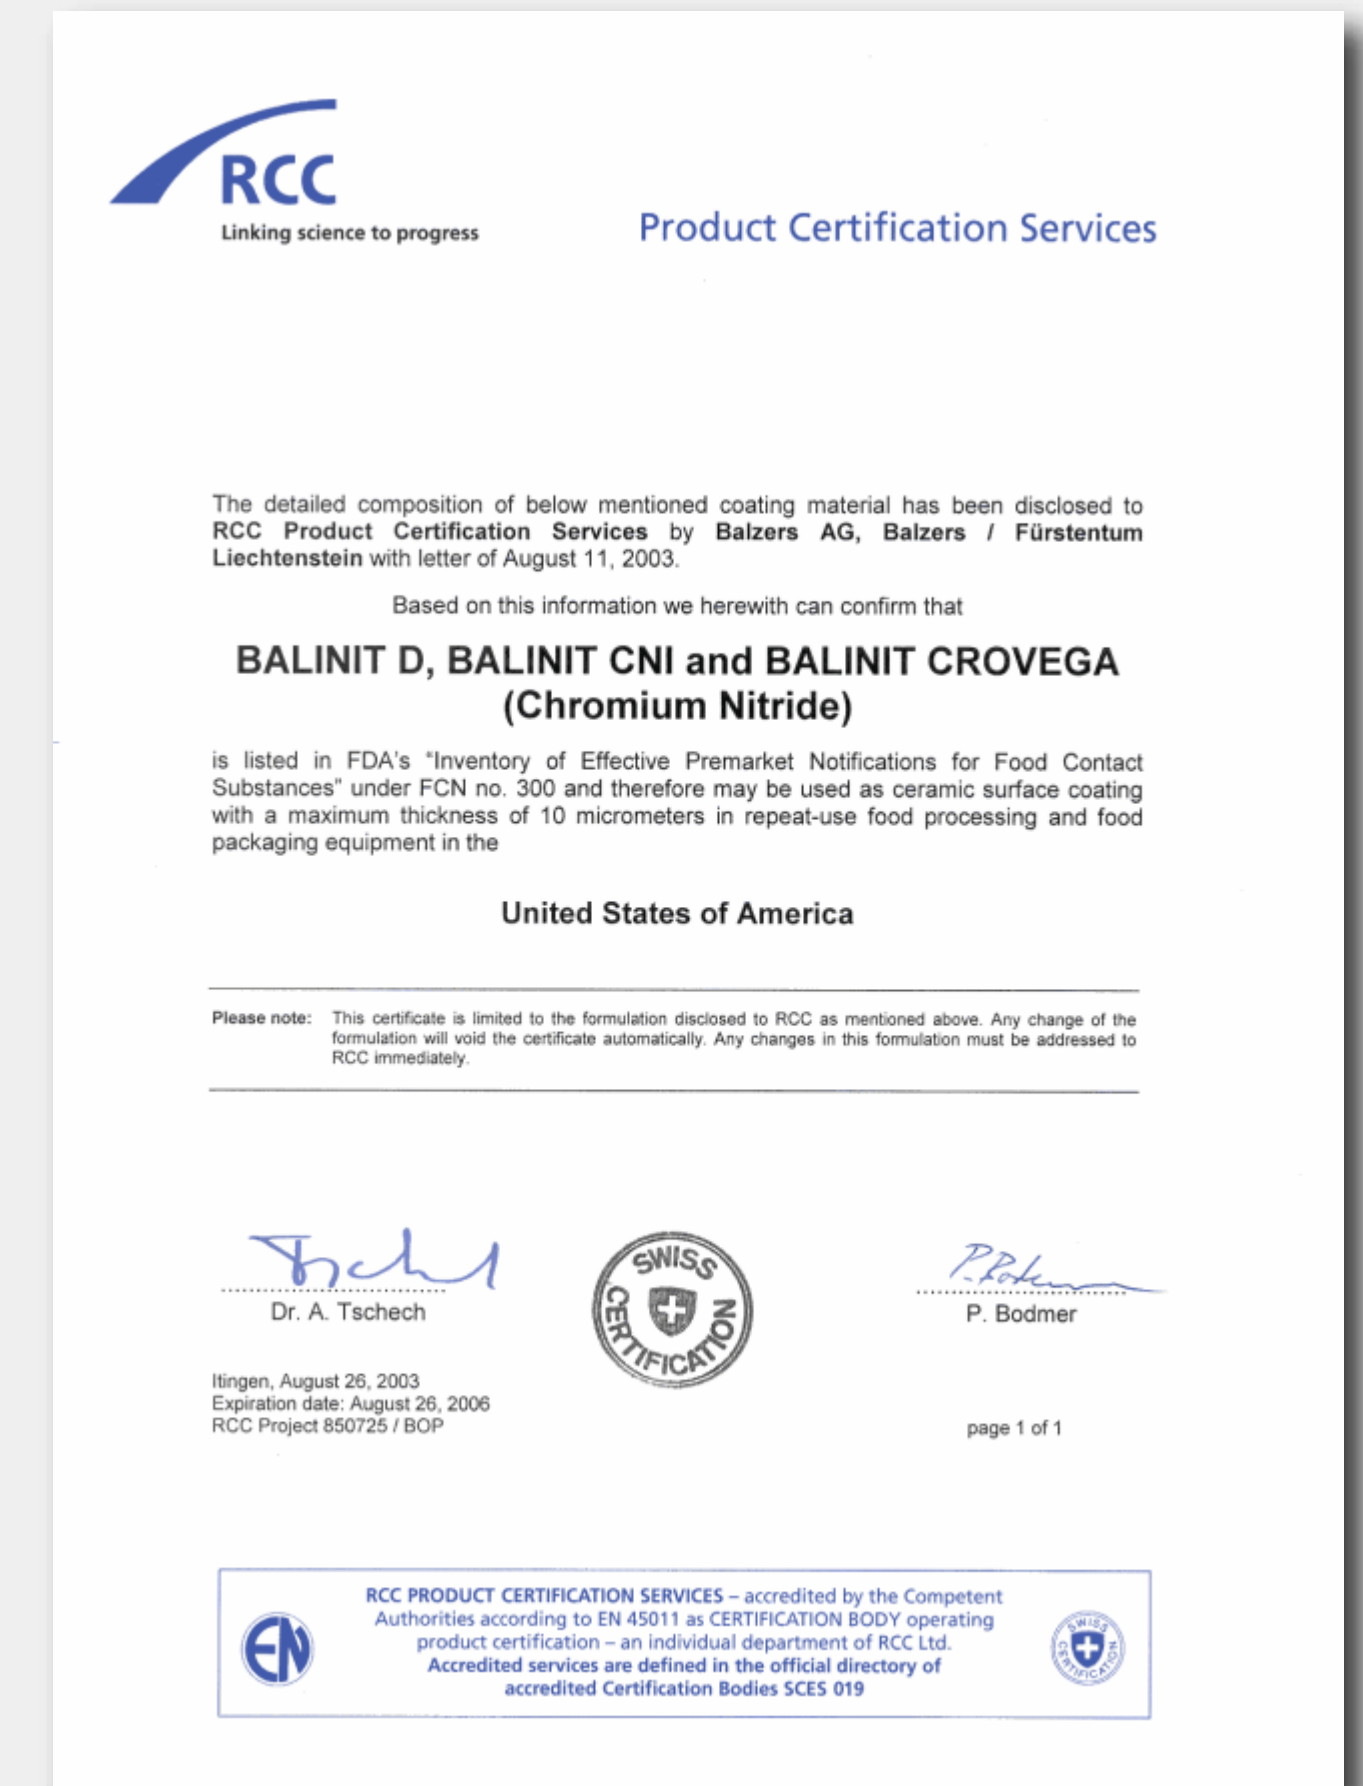 RCC
Linking science to progress
Product Certification Services
The detailed composition of below mentioned coating material has been disclosed to
RCC Product Certification Services by Balzers AG, Balzers / Fürstentum
Liechtenstein with letter of August 11, 2003.
Based on this information we herewith can confirm that
BALINIT D, BALINIT CNI and BALINIT CROVEGA
(Chromium Nitride)
is listed in FDA's "Inventory of Effective Premarket Notifications for Food Contact
Substances" under FCN no. 300 and therefore may be used as ceramic surface coating
with a maximum thickness of 10 micrometers in repeat-use food processing and food
packaging equipment in the
United States of America
Please note: This certificate is limited to the formulation disclosed to RCC as mentioned above. Any change of the
formulation will void the certificate automatically. Any changes in this formulation must be addressed to
RCC immediately.
Tschech
P. Bodmer
SWISS
CERTIFICATION
Dr. A. Tschech
P. Bodmer
Itingen, August 26, 2003
Expiration date: August 26, 2006
RCC Project 850725 / BOP
page 1 of 1
RCC PRODUCT CERTIFICATION SERVICES – accredited by the Competent
Authorities according to EN 45011 as CERTIFICATION BODY operating
product certification – an individual department of RCC Ltd.
Accredited services are defined in the official directory of
accredited Certification Bodies SCES 019
EN
SWISS
CERTIFICATION